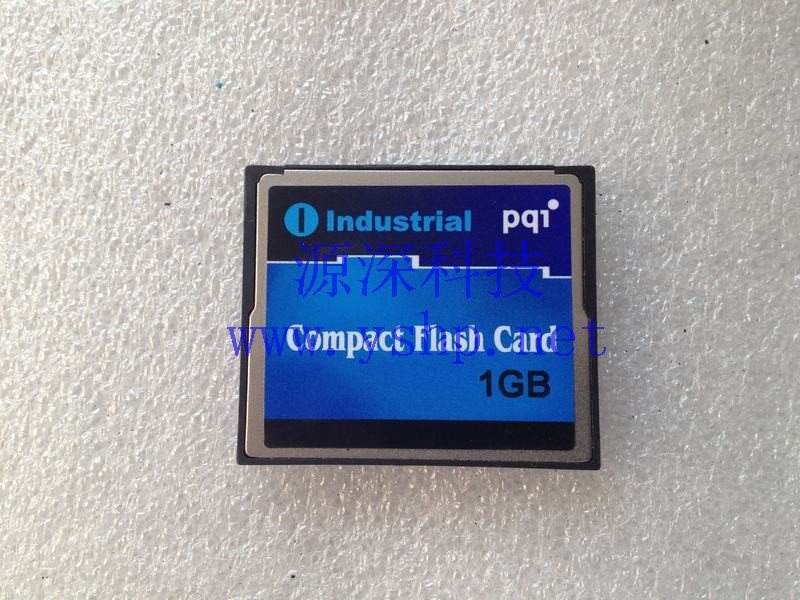 Industrial pqi
源深科技
www.yshp.net
Compact Flash Card
1GB